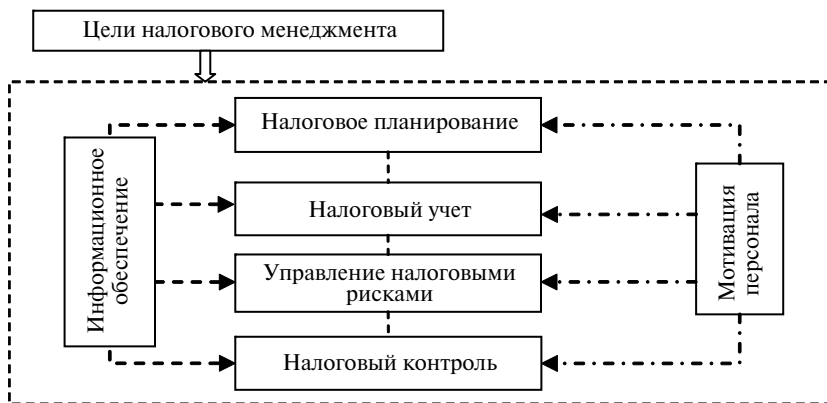 Цели налогового менеджмента
Налоговое планирование
Информационное
обеспечение
Налоговый учет
Управление налоговыми
рисками
Налоговый контроль
Мотивация
персонала